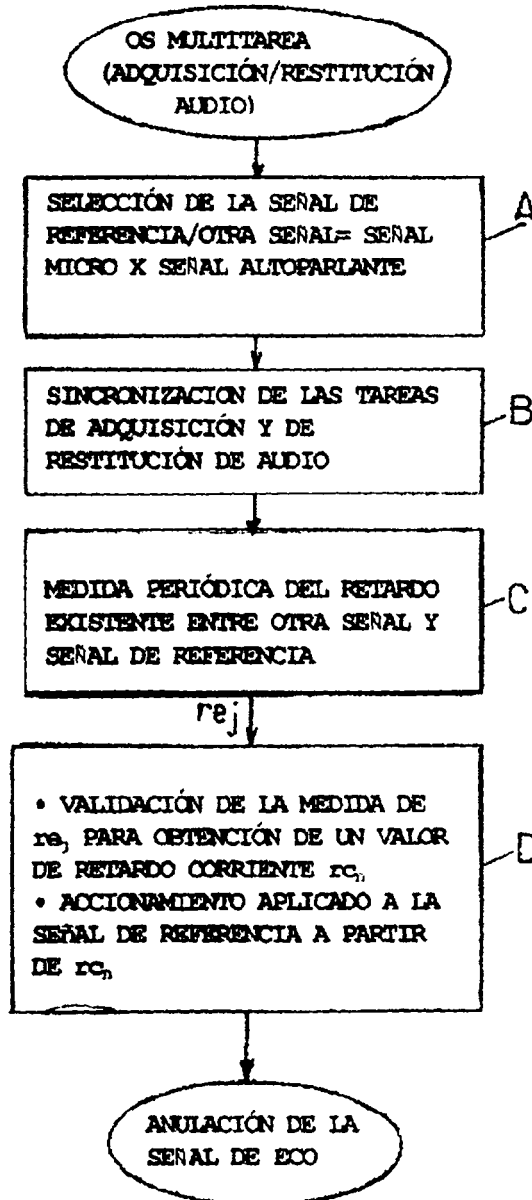 OS MULTITAREA
(ADQUISICIÓN/RESTITUCIÓN
AUDIO)
SELECCIÓN DE LA SEÑAL DE
REFERENCIA/OTRA SEÑAL= SEÑAL
MICRO X SEÑAL ALTOPARLANTE
A
SINCRONIZACION DE LAS TAREAS
DE ADQUISICIÓN Y DE
RESTITUCIÓN DE AUDIO
B
MEDIDA PERIÓDICA DEL RETARDO
EXISTENTE ENTRE OTRA SEÑAL Y
SEÑAL DE REFERENCIA
C
rej
• VALIDACIÓN DE LA MEDIDA DE
reⱼ PARA OBTENCIÓN DE UN VALOR
DE RETARDO CORRIENTE rcₙ
• ACCIONAMIENTO APLICADO A LA
SEÑAL DE REFERENCIA A PARTIR
DE rcₙ
D
ANULACIÓN DE LA
SEÑAL DE ECO